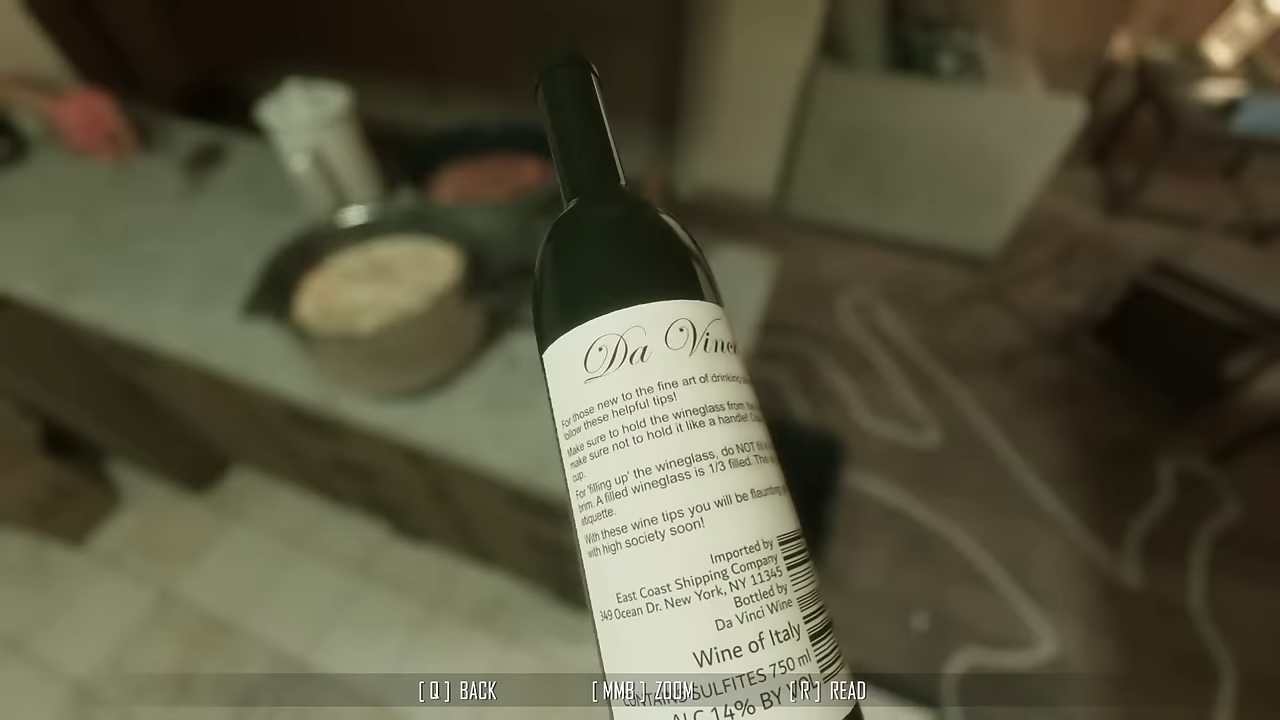 Da Vinci
For those new to the fine art of drinking
follow these helpful tips!
Make sure to hold the wineglass from the
make sure not to hold it like a handle!
cup.
For 'filling up' the wineglass, do NOT
brim. A filled wineglass is 1/3 filled. This
etiquette.
With these wine tips you will be flaunting
with high society soon!
Imported by
East Coast Shipping Company
349 Ocean Dr. New York, NY 11345
Bottled by
Da Vinci Wine
Wine of Italy
CONTAINS SULFITES 750 ml
ALC 14% BY VOL
[ Q ] BACK
[ MMB ] ZOOM
[ R ] READ